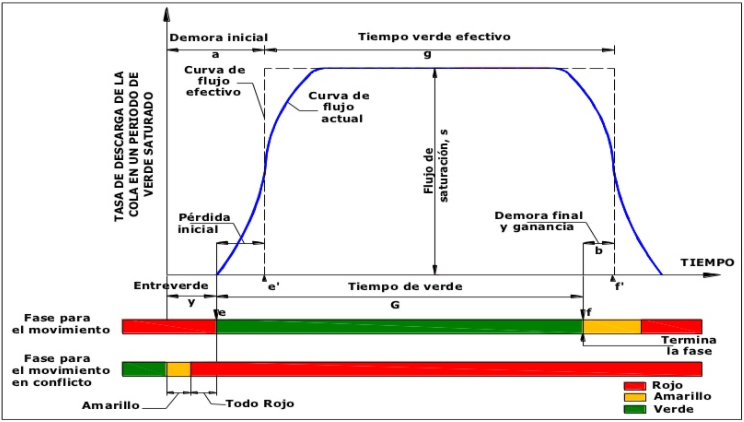 Demora inicial
a
Tiempo verde efectivo
g
TASA DE DESCARGA DE LA
COLA EN UN PERIODO DE
VERDE SATURADO
Curva de
flujo
efectivo
Curva de
flujo
actual
Flujo de
saturación, s
Pérdida
inicial
Demora final
y ganancia
b
TIEMPO
e'
f'
Entreverde
y
Tiempo de verde
G
e
f
Fase para
el movimiento
Termina
la fase
Fase para
el movimiento
en conflicto
Amarillo
Todo Rojo
Rojo
Amarillo
Verde